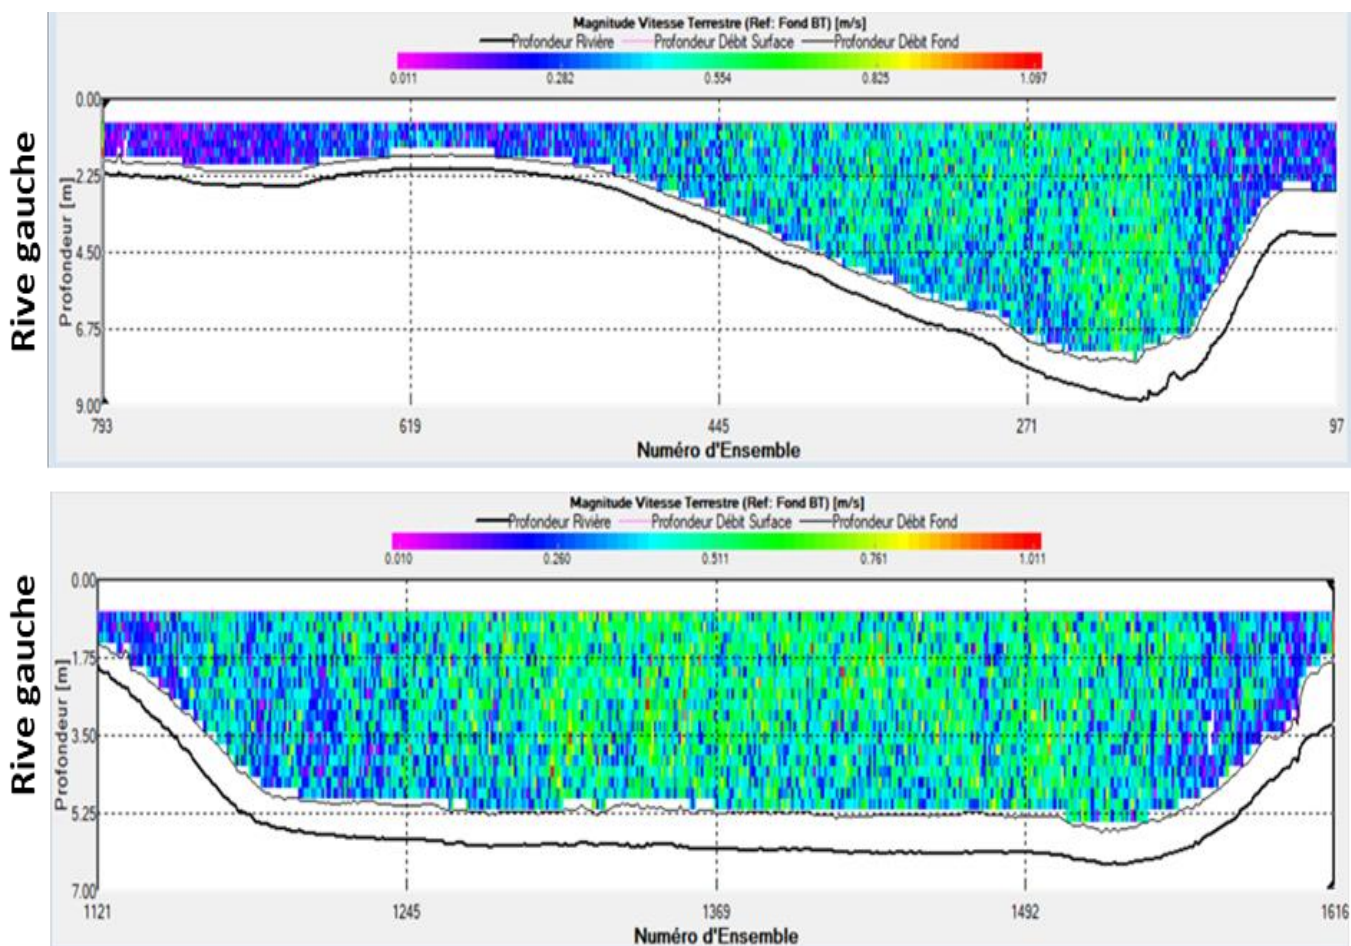 Magnitude Vitesse Terrestre (Ref: Fond BT) [m/s]
Profondeur Rivière Profondeur Débit Surface Profondeur Débit Fond
0.011 0.282 0.554 0.825 1.097
Rive gauche
Profondeur [m]
0.00
2.25
4.50
6.75
9.00
793 619 445 271 97
Numéro d'Ensemble
Magnitude Vitesse Terrestre (Ref: Fond BT) [m/s]
Profondeur Rivière Profondeur Débit Surface Profondeur Débit Fond
0.010 0.260 0.511 0.761 1.011
Rive gauche
Profondeur [m]
0.00
1.75
3.50
5.25
7.00
1121 1245 1369 1492 1616
Numéro d'Ensemble